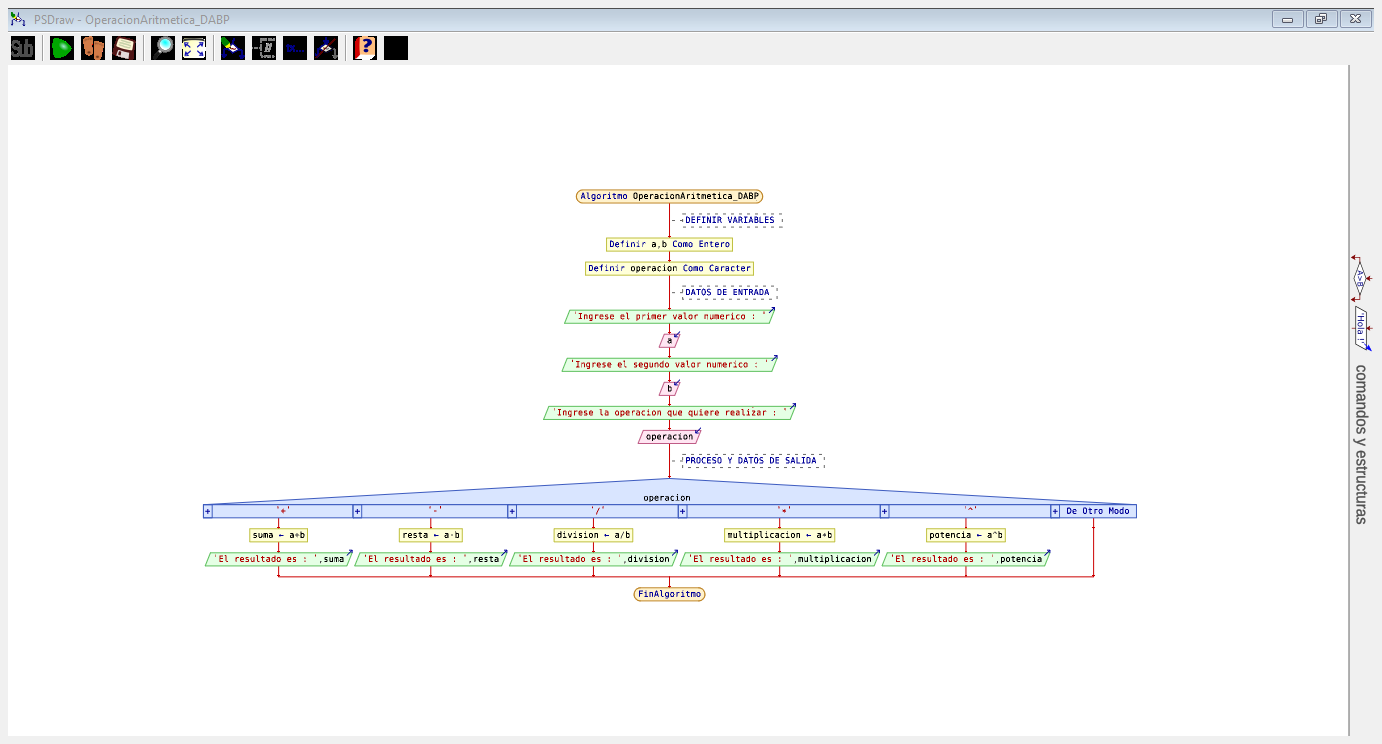 PSDraw - OperacionAritmetica_DABP
Sub
Algoritmo OperacionAritmetica_DABP
DEFINIR VARIABLES
Definir a,b Como Entero
Definir operacion Como Caracter
DATOS DE ENTRADA
'Ingrese el primer valor numerico : '
a
'Ingrese el segundo valor numerico : '
b
'Ingrese la operacion que quiere realizar : '
operacion
PROCESO Y DATOS DE SALIDA
operacion
+ '+' + '-' + '/' + '*' + '^' + De Otro Modo
suma ← a+b resta ← a-b division ← a/b multiplicacion ← a*b potencia ← a^b
'El resultado es : ',suma 'El resultado es : ',resta 'El resultado es : ',division 'El resultado es : ',multiplicacion 'El resultado es : ',potencia
FinAlgoritmo
A>B
'Hola !'
comandos y estructuras